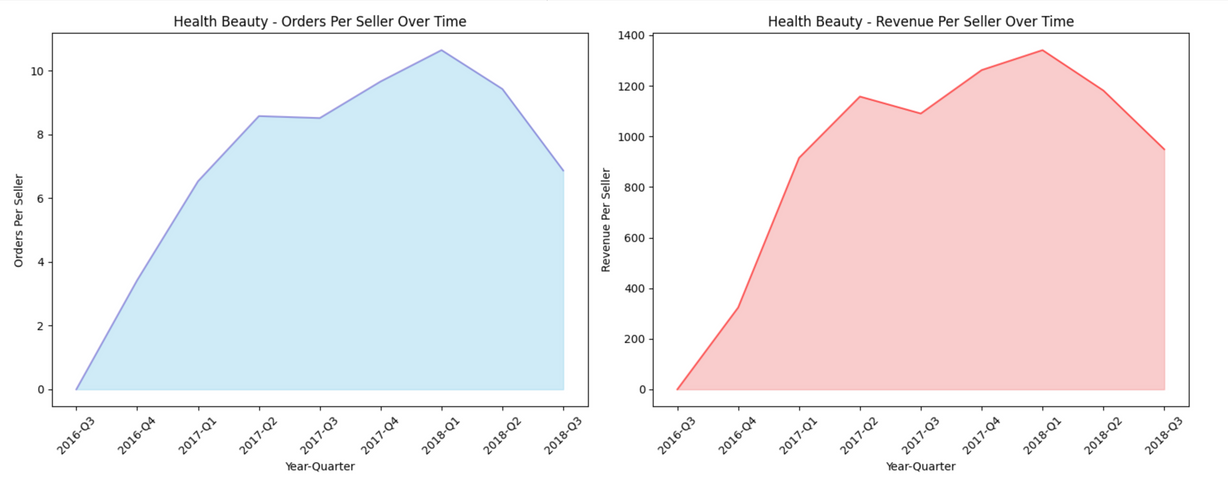 Health Beauty - Orders Per Seller Over Time
Orders Per Seller
10
8
6
4
2
0
2016-Q3
2016-Q4
2017-Q1
2017-Q2
2017-Q3
2017-Q4
2018-Q1
2018-Q2
2018-Q3
Year-Quarter
Health Beauty - Revenue Per Seller Over Time
Revenue Per Seller
1400
1200
1000
800
600
400
200
0
2016-Q3
2016-Q4
2017-Q1
2017-Q2
2017-Q3
2017-Q4
2018-Q1
2018-Q2
2018-Q3
Year-Quarter